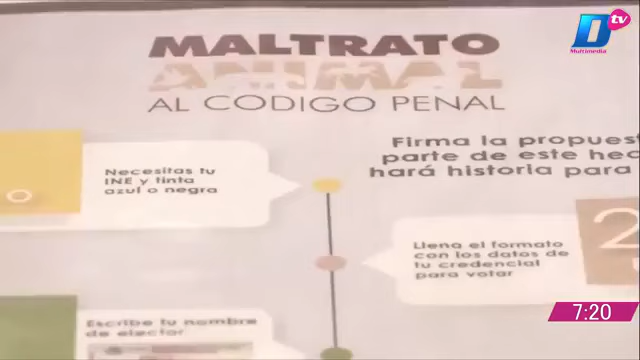 D tv
Multimedia
MALTRATO
ANIMAL
AL CODIGO PENAL
Firma la
parte de este
hará historia para
Necesitas tu
INE y tinta
azul o negra
Llena el formato
con los datos de
tu credencial
para votar
2
7:20
Escribe tu nombre
de elector